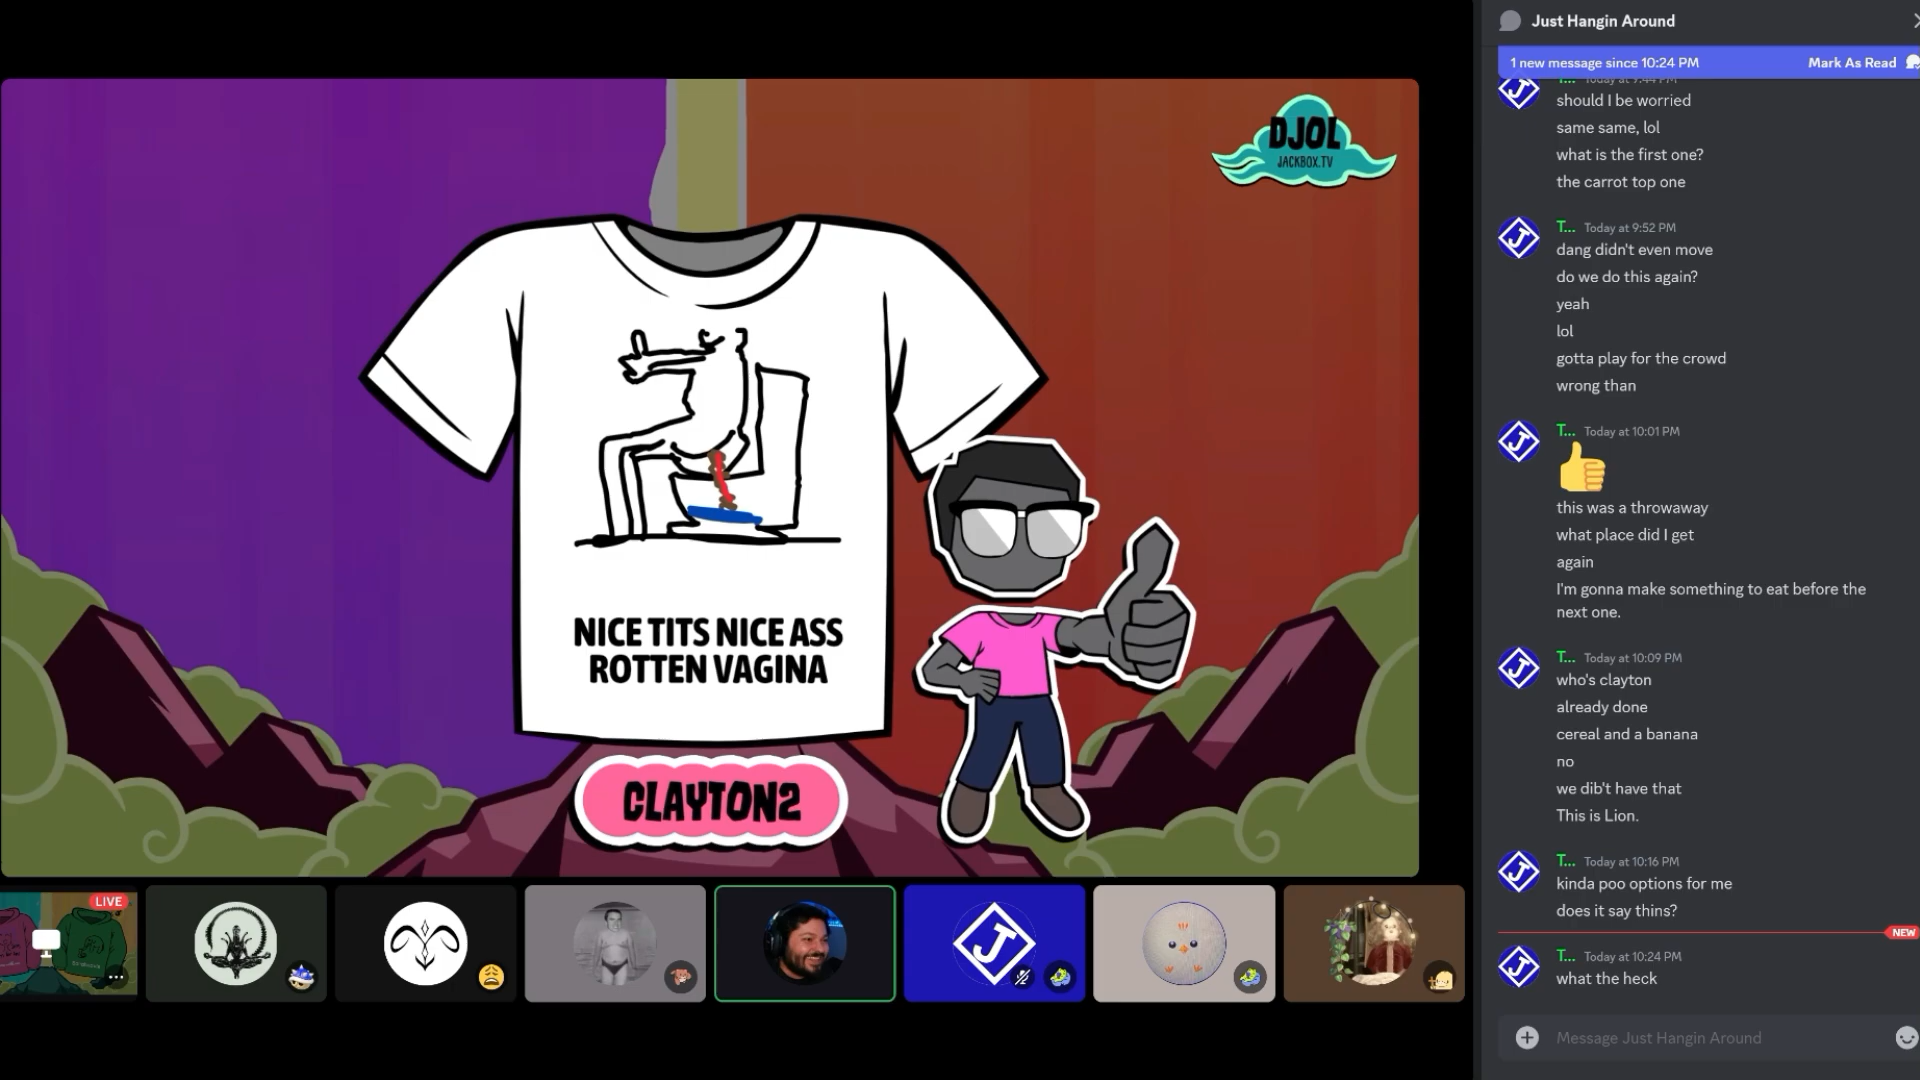 DJOL
JACKBOX.TV
NICE TITS NICE ASS
ROTTEN VAGINA
CLAYTON2
LIVE
Just Hangin Around
1 new message since 10:24 PM
Mark As Read
T... Today at 9:44 PM
should I be worried
same same, lol
what is the first one?
the carrot top one
T... Today at 9:52 PM
dang didn't even move
do we do this again?
yeah
lol
gotta play for the crowd
wrong than
T... Today at 10:01 PM
this was a throwaway
what place did I get
again
I'm gonna make something to eat before the
next one.
T... Today at 10:09 PM
who's clayton
already done
cereal and a banana
no
we dib't have that
This is Lion.
T... Today at 10:16 PM
kinda poo options for me
does it say thins?
NEW
T... Today at 10:24 PM
what the heck
Message Just Hangin Around